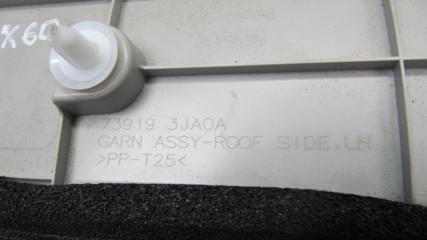 X60
73919 3JA0A
GARN ASSY-ROOF SIDE.LH
>PP-T25<